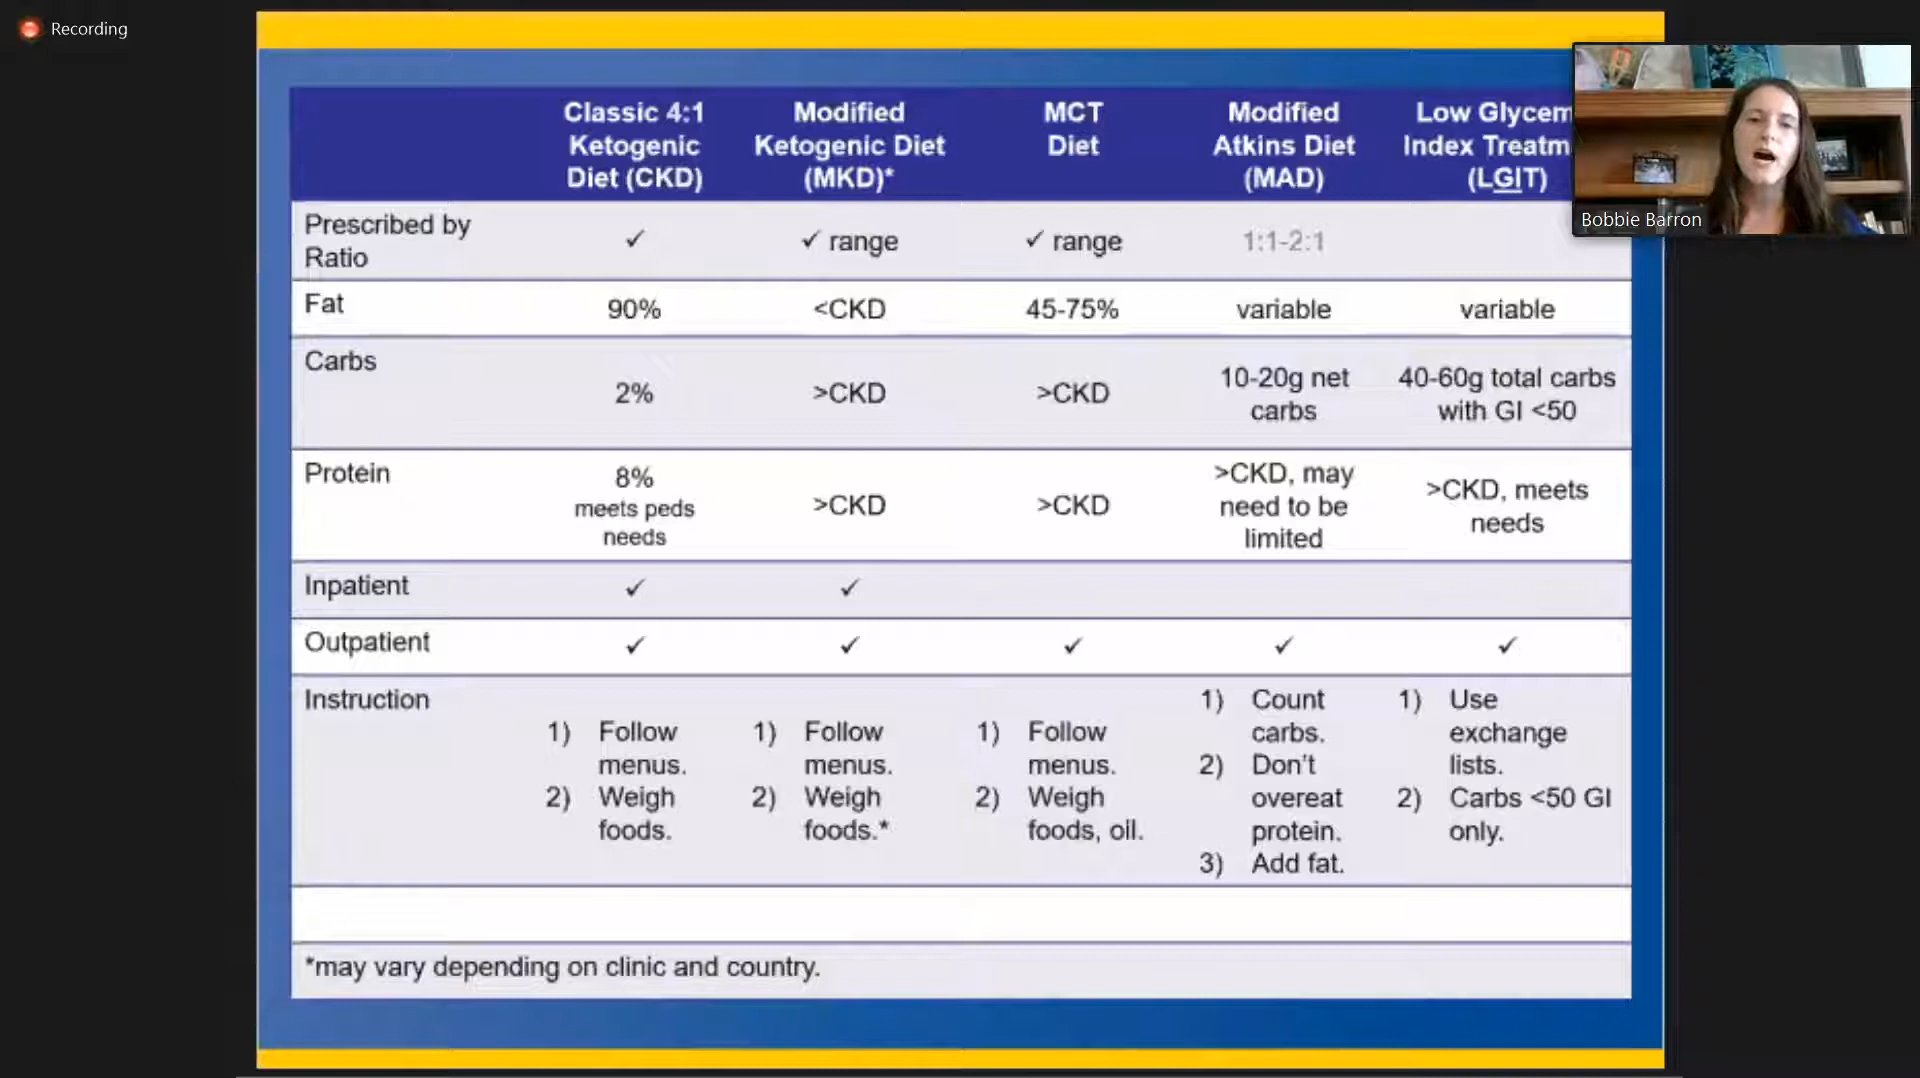 Recording
Classic 4:1 Ketogenic Diet (CKD)
Modified Ketogenic Diet (MKD)*
MCT Diet
Modified Atkins Diet (MAD)
Low Glycem Index Treatm (LGIT)
Bobbie Barron
Prescribed by Ratio
✓
✓ range
✓ range
1:1-2:1
Fat
90%
<CKD
45-75%
variable
variable
Carbs
2%
>CKD
>CKD
10-20g net carbs
40-60g total carbs with GI <50
Protein
8% meets peds needs
>CKD
>CKD
>CKD, may need to be limited
>CKD, meets needs
Inpatient
✓
✓
Outpatient
✓
✓
✓
✓
✓
Instruction
1) Follow menus.
2) Weigh foods.
1) Follow menus.
2) Weigh foods.*
1) Follow menus.
2) Weigh foods, oil.
1) Count carbs.
2) Don't overeat protein.
3) Add fat.
1) Use exchange lists.
2) Carbs <50 GI only.
*may vary depending on clinic and country.